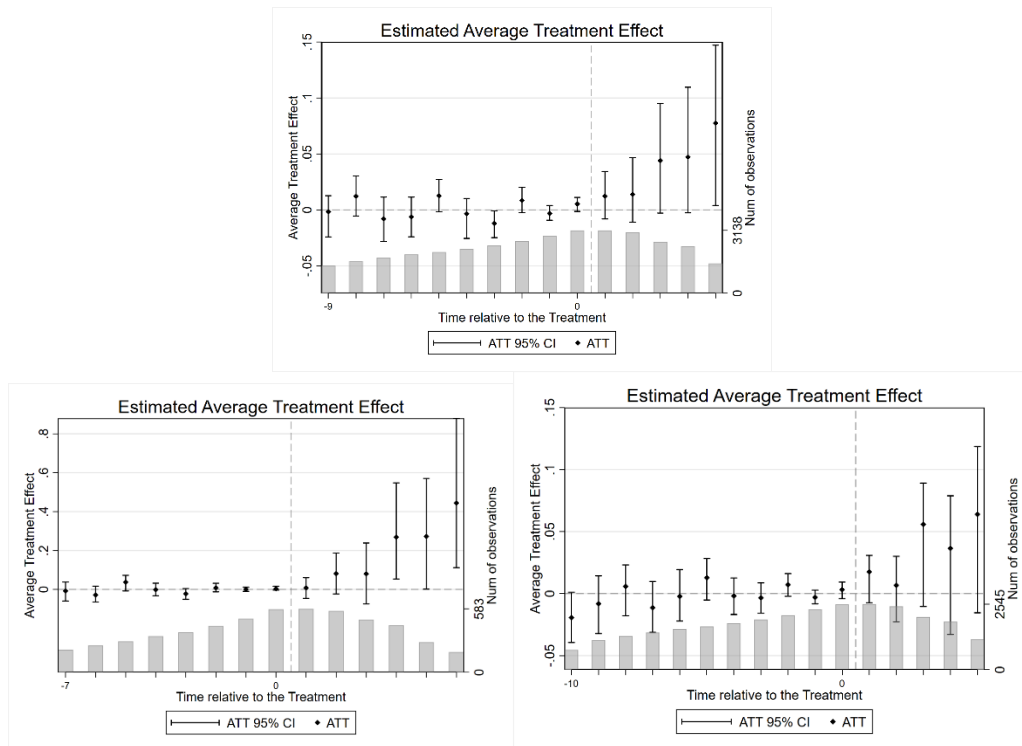 Estimated Average Treatment Effect
Average Treatment Effect
.15
.1
.05
0
-.05
Num of observations
3138
0
-9
0
Time relative to the Treatment
ATT 95% CI
ATT
Estimated Average Treatment Effect
Average Treatment Effect
.8
.6
.4
.2
0
Num of observations
583
0
-7
0
Time relative to the Treatment
ATT 95% CI
ATT
Estimated Average Treatment Effect
Average Treatment Effect
.15
.1
.05
0
-.05
Num of observations
2545
0
-10
0
Time relative to the Treatment
ATT 95% CI
ATT